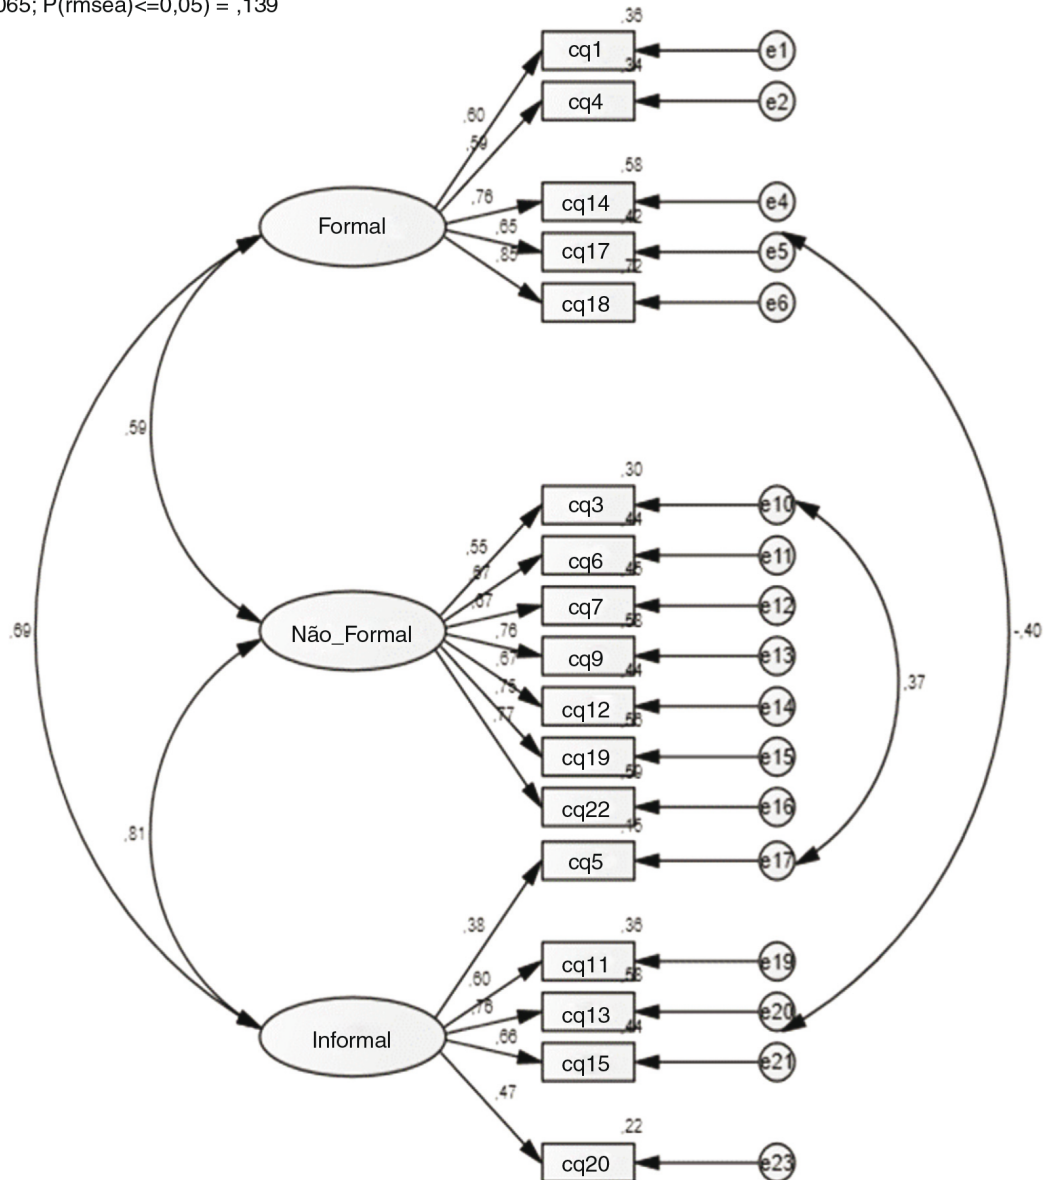 065; P(rmsea)<=0,05) = ,139
,36
cq1 e1
,34
cq4 e2
,60
,59
,58
cq14 e4
,76
,42
Formal
,65
cq17 e5
,85
,72
cq18 e6
,59
,30
cq3 e10
,44
,55
cq6 e11
,67
,45
,67
cq7 e12
,58
Não_Formal
,76
cq9 e13
,67
,44
,75
cq12 e14
,77
,56
cq19 e15
,59
cq22 e16
,15
cq5 e17
,69
-,40
,37
,81
,38
,36
cq11 e19
,60
,58
,76
cq13 e20
,44
Informal
,66
cq15 e21
,47
,22
cq20 e23